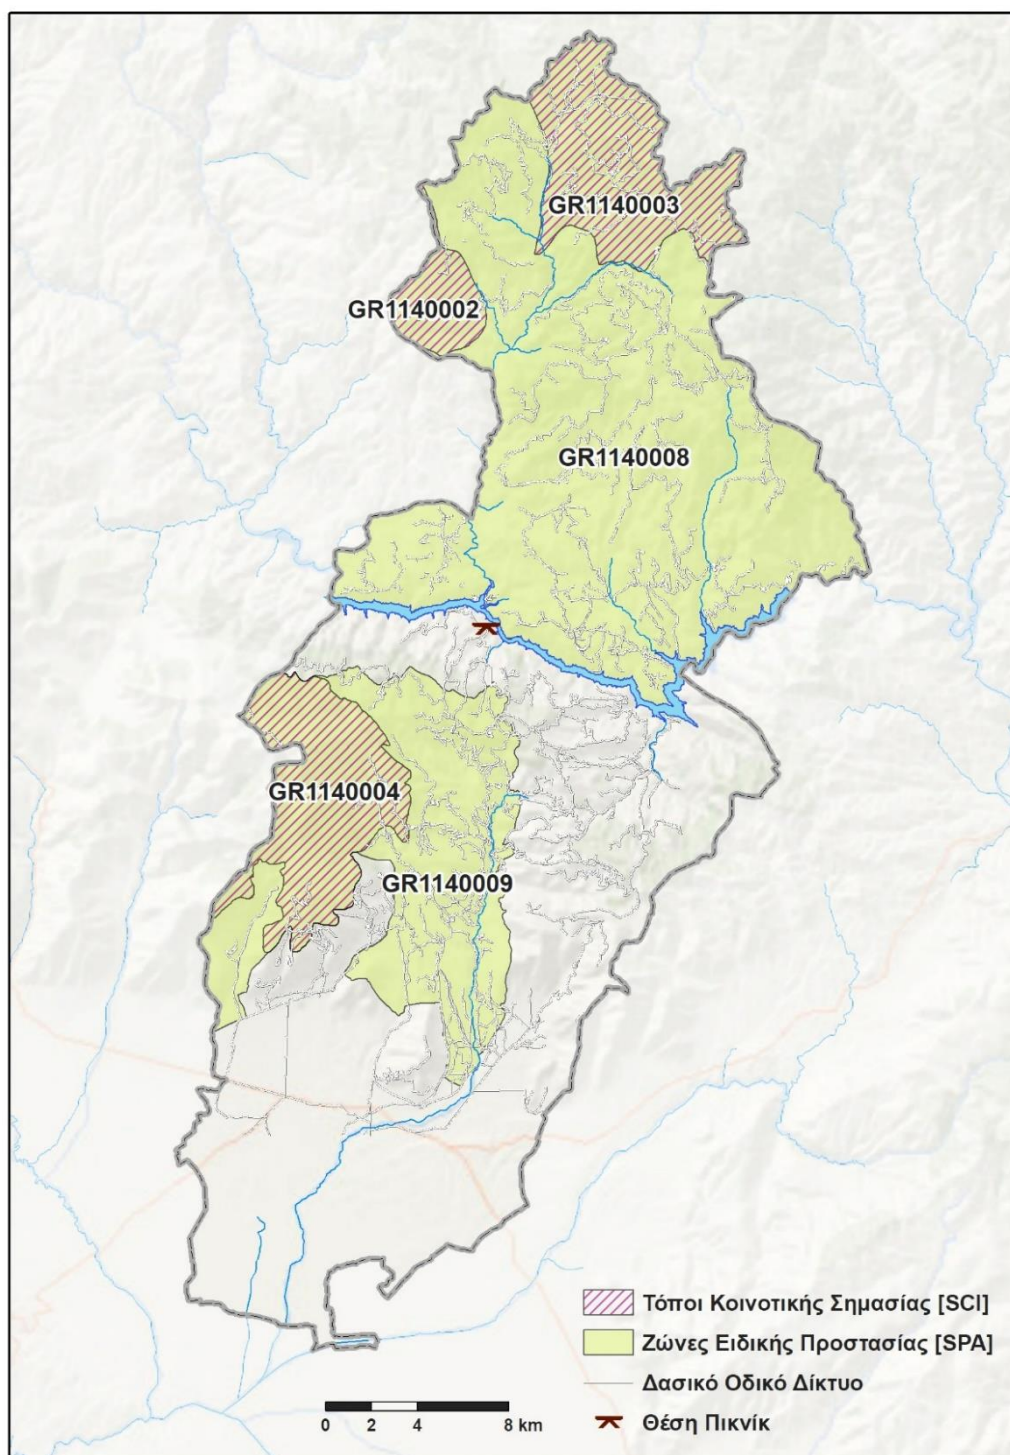 GR1140003
GR1140002
GR1140008
GR1140004
GR1140009
Τόποι Κοινοτικής Σημασίας [SCI]
Ζώνες Ειδικής Προστασίας [SPA]
Δασικό Οδικό Δίκτυο
Θέση Πικνίκ
0 2 4 8 km